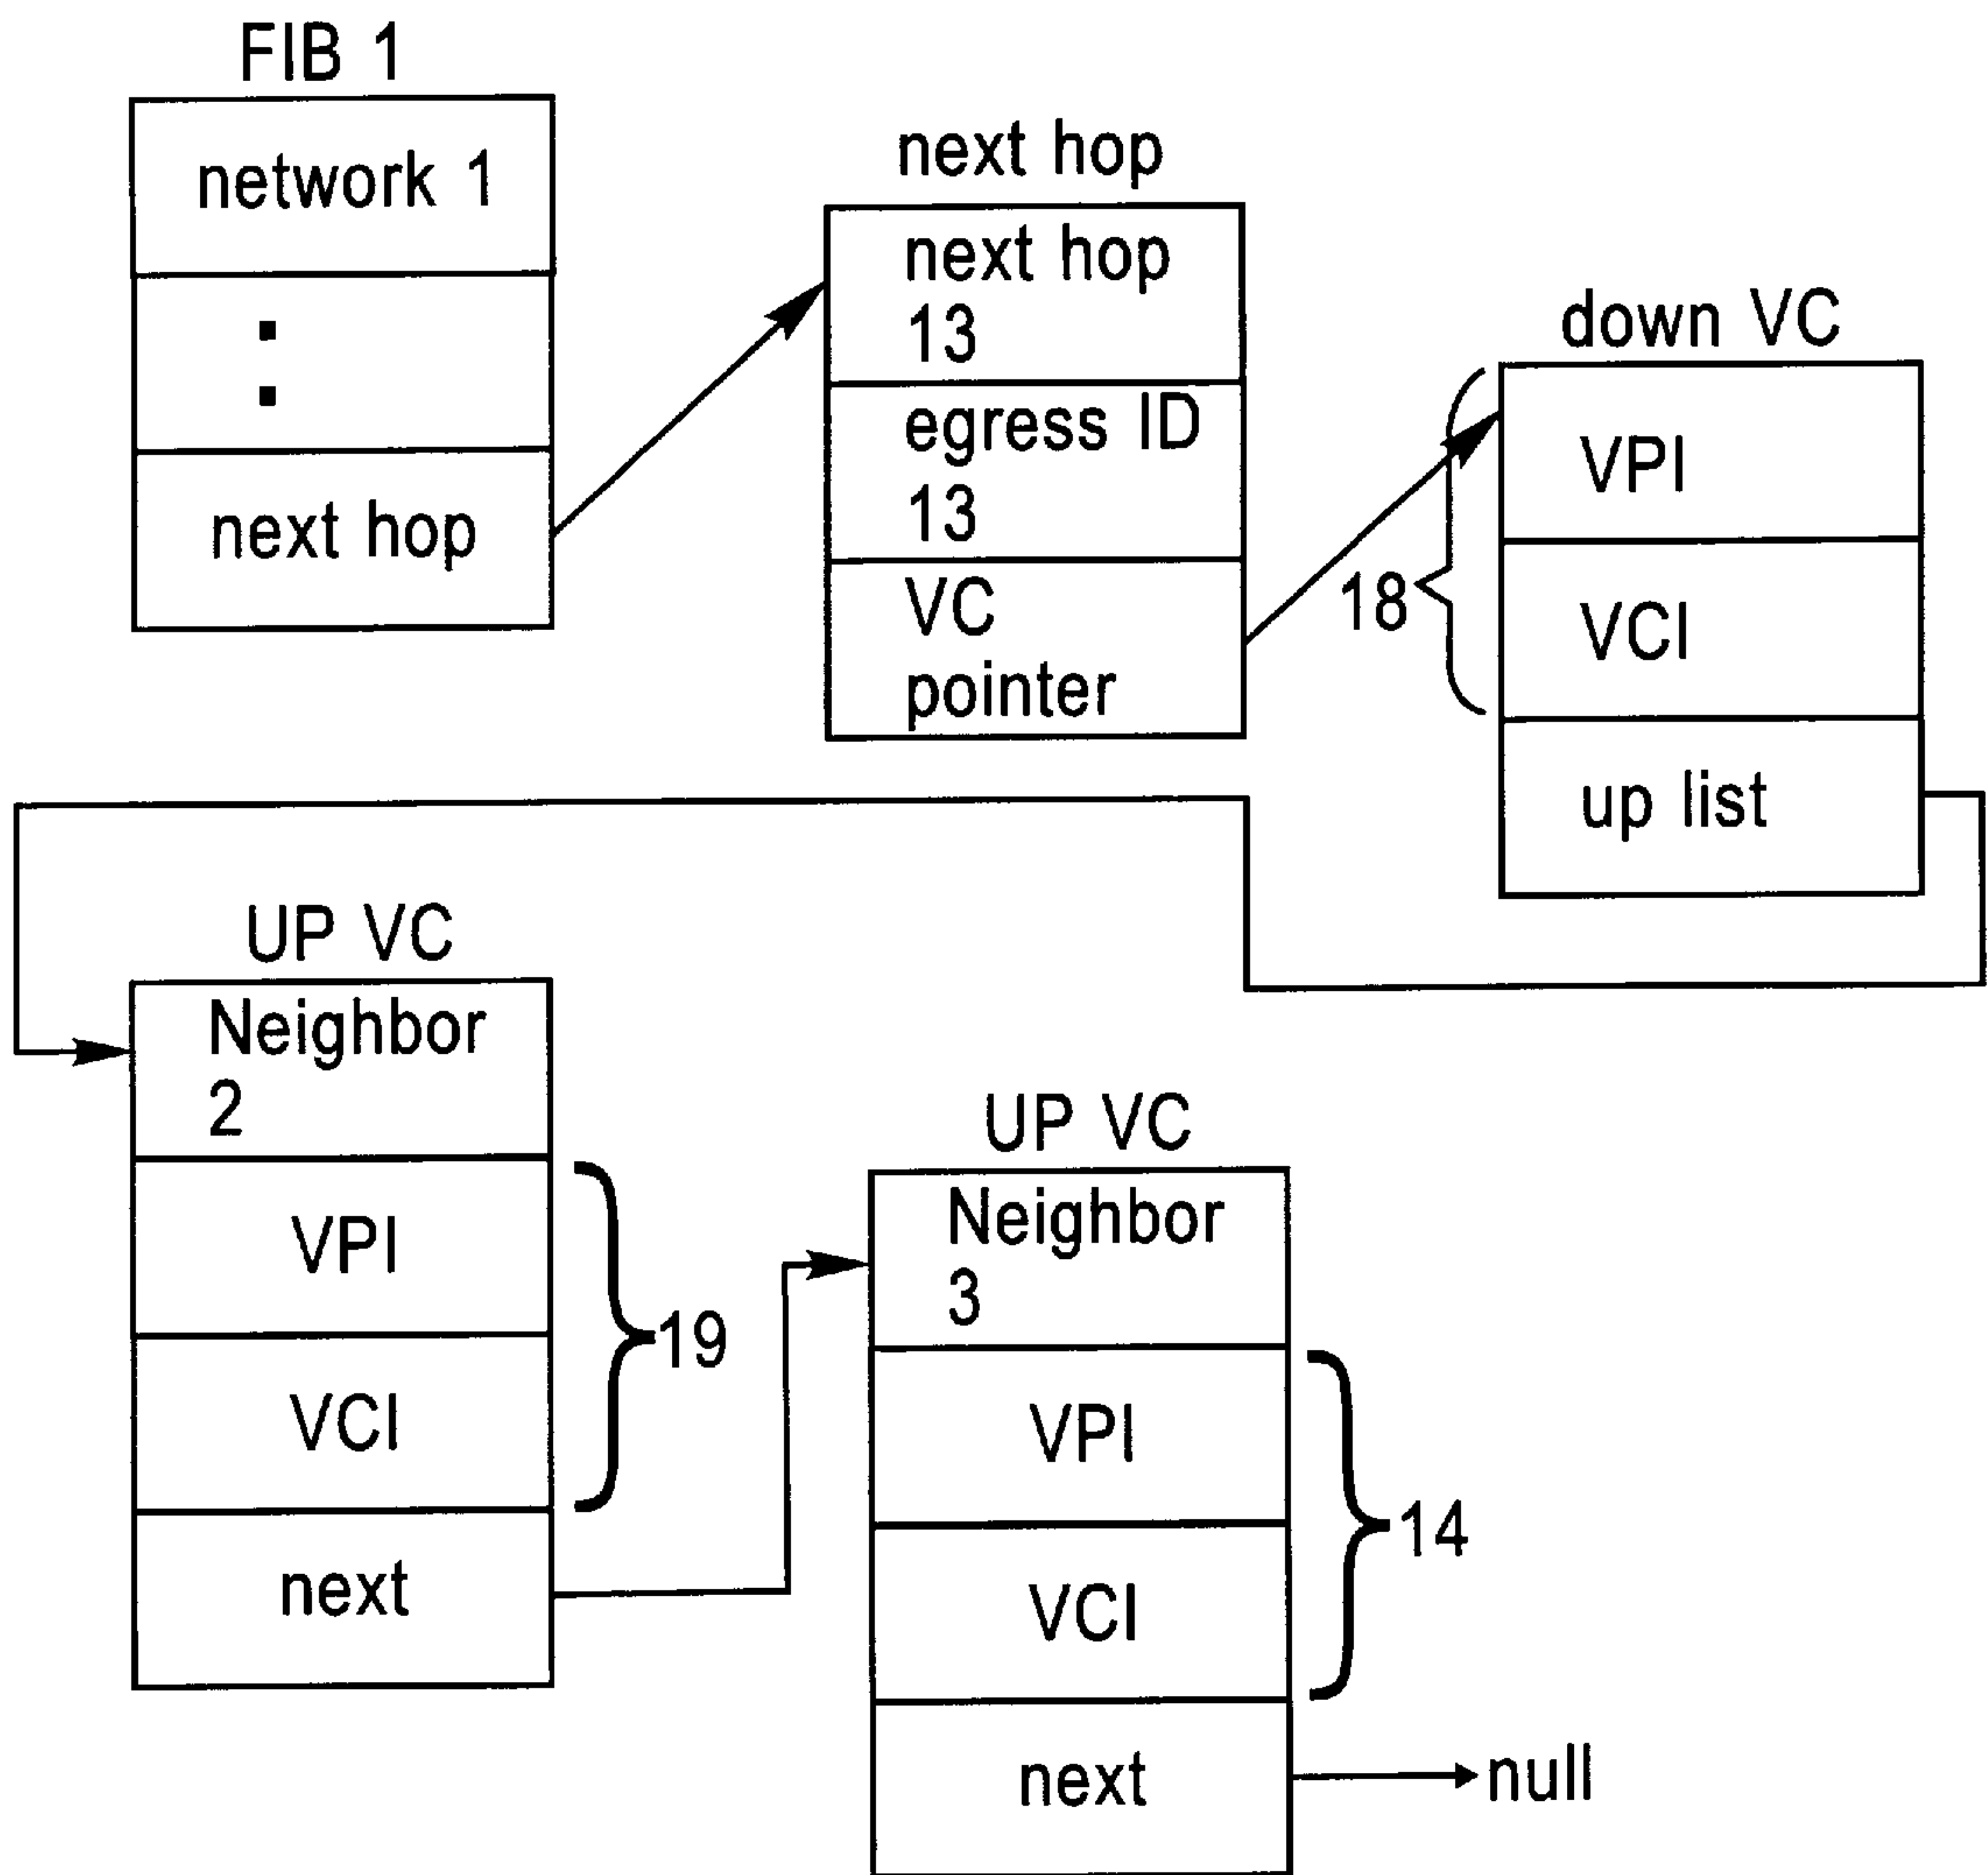 FIB 1
network 1
:
next hop
next hop
next hop
13
egress ID
13
VC
pointer
down VC
VPI
VCI
up list
18
UP VC
Neighbor
2
VPI
VCI
next
19
UP VC
Neighbor
3
VPI
VCI
next
14
null